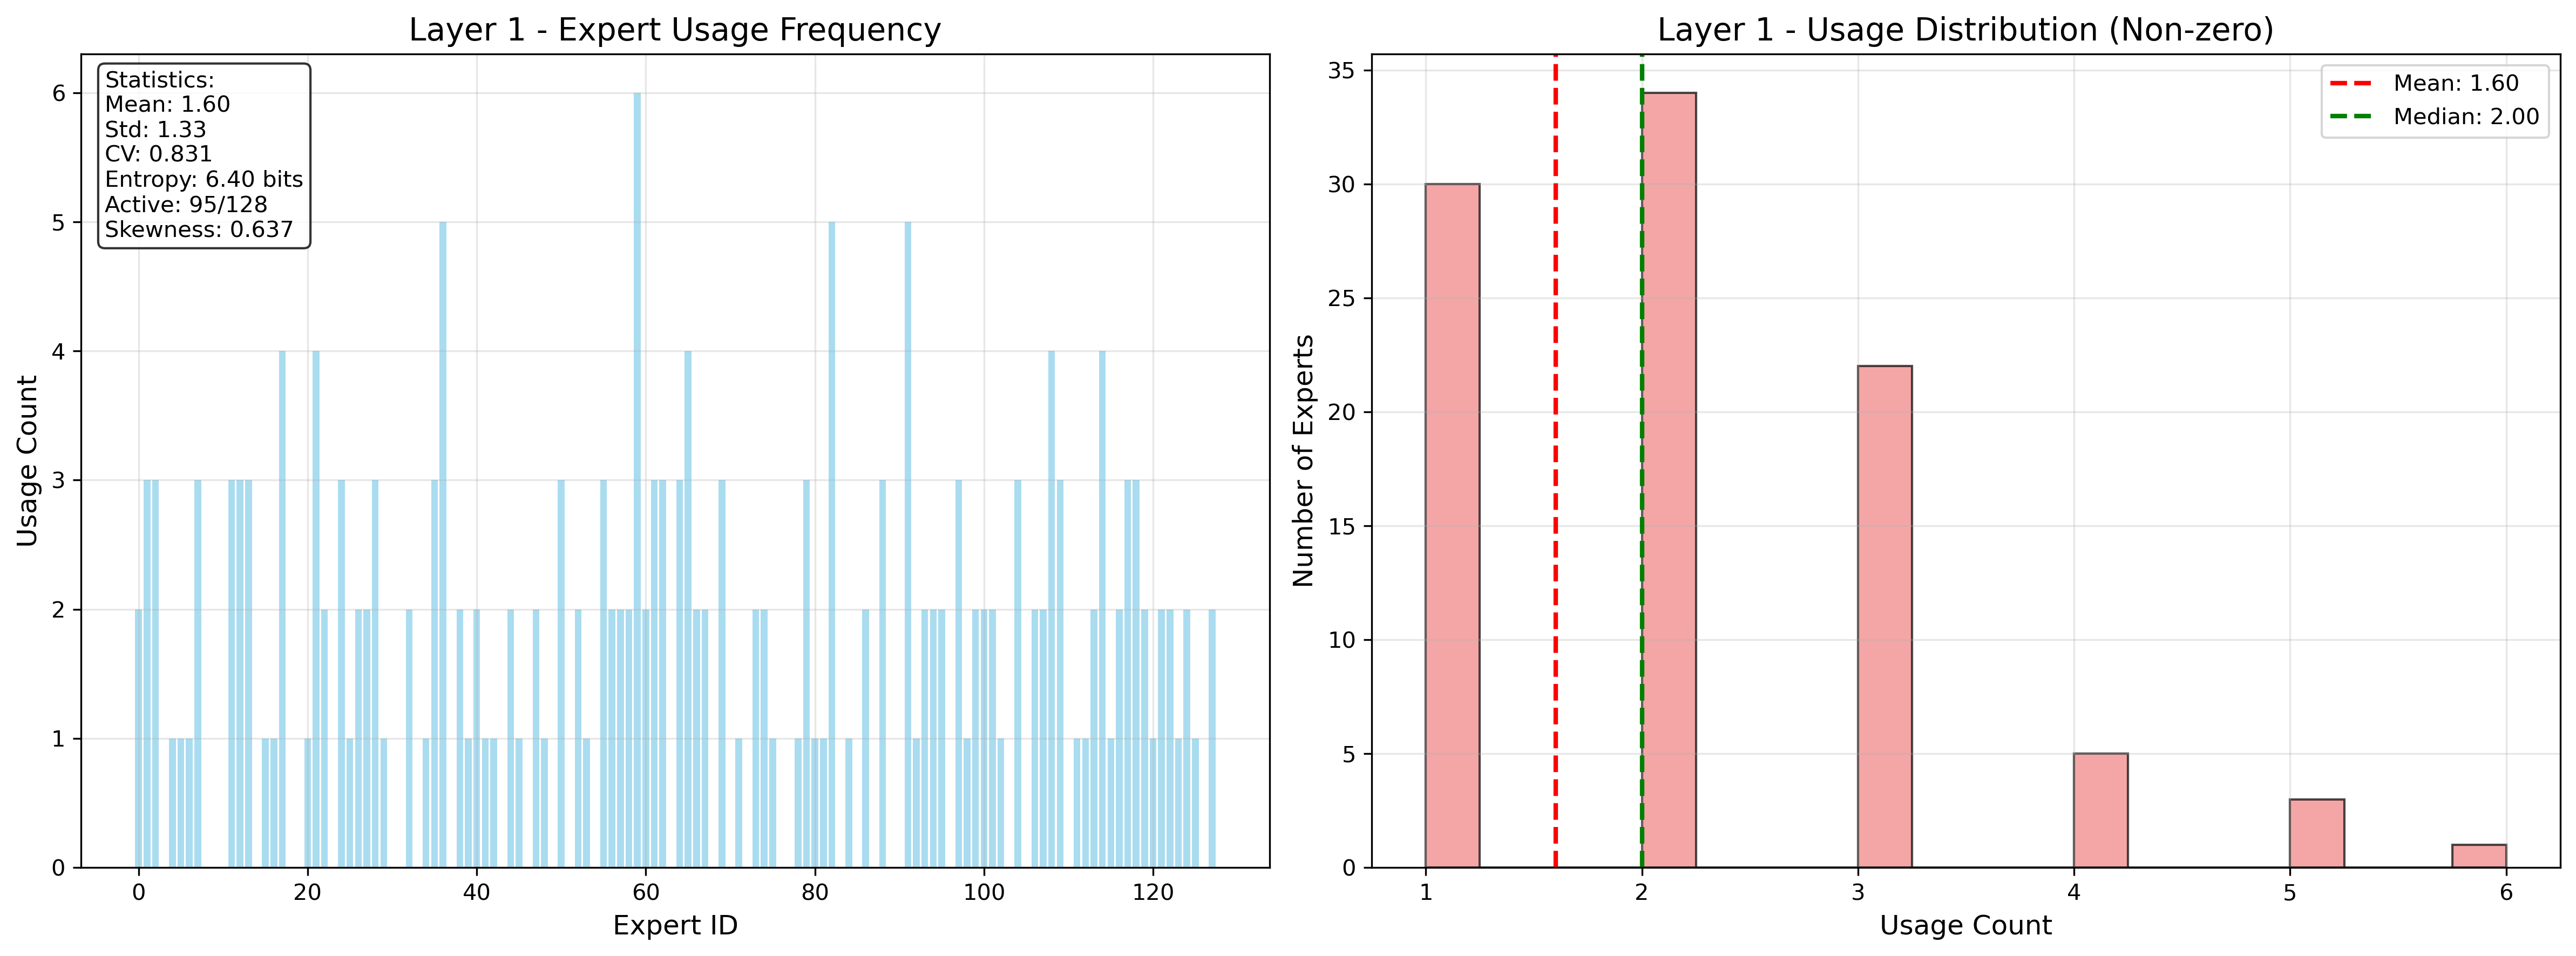 Layer 1 - Expert Usage Frequency
Usage Count
6
5
4
3
2
1
0
Statistics:
Mean: 1.60
Std: 1.33
CV: 0.831
Entropy: 6.40 bits
Active: 95/128
Skewness: 0.637
0 20 40 60 80 100 120
Expert ID
Layer 1 - Usage Distribution (Non-zero)
Number of Experts
35
30
25
20
15
10
5
0
Mean: 1.60
Median: 2.00
1 2 3 4 5 6
Usage Count